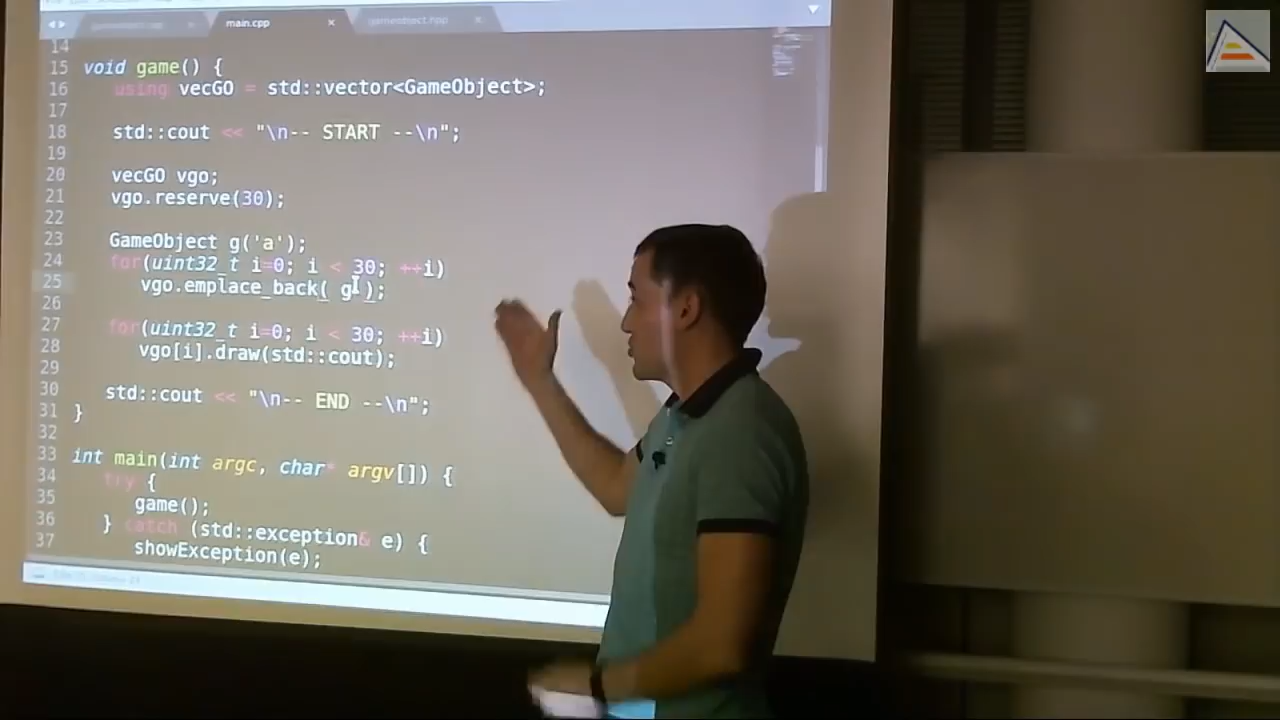 main.cpp
gameobject.hpp
14
15 void game() {
16 using vecGO = std::vector<GameObject>;
17
18 std::cout << "\n-- START --\n";
19
20 vecGO vgo;
21 vgo.reserve(30);
22
23 GameObject g('a');
24 for(uint32_t i=0; i < 30; ++i)
25 vgo.emplace_back( g );
26
27 for(uint32_t i=0; i < 30; ++i)
28 vgo[i].draw(std::cout);
29
30 std::cout << "\n-- END --\n";
31 }
32
33 int main(int argc, char* argv[]) {
34 try {
35 game();
36 } catch (std::exception& e) {
37 showException(e);